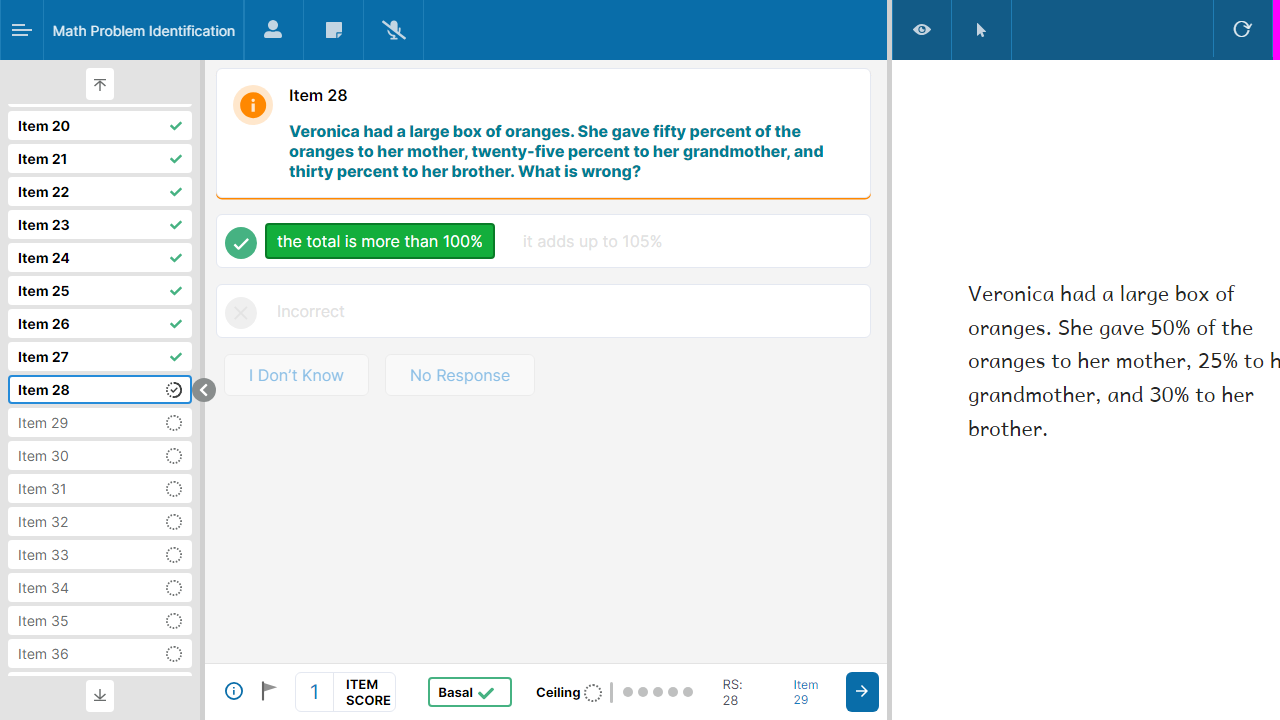 Math Problem Identification
Item 20
Item 21
Item 22
Item 23
Item 24
Item 25
Item 26
Item 27
Item 28
Item 29
Item 30
Item 31
Item 32
Item 33
Item 34
Item 35
Item 36
Item 28
Veronica had a large box of oranges. She gave fifty percent of the
oranges to her mother, twenty-five percent to her grandmother, and
thirty percent to her brother. What is wrong?
the total is more than 100%
it adds up to 105%
Incorrect
I Don't Know
No Response
1
ITEM
SCORE
Basal
Ceiling
RS:
28
Item
29
Veronica had a large box of
oranges. She gave 50% of the
oranges to her mother, 25% to
grandmother, and 30% to her
brother.